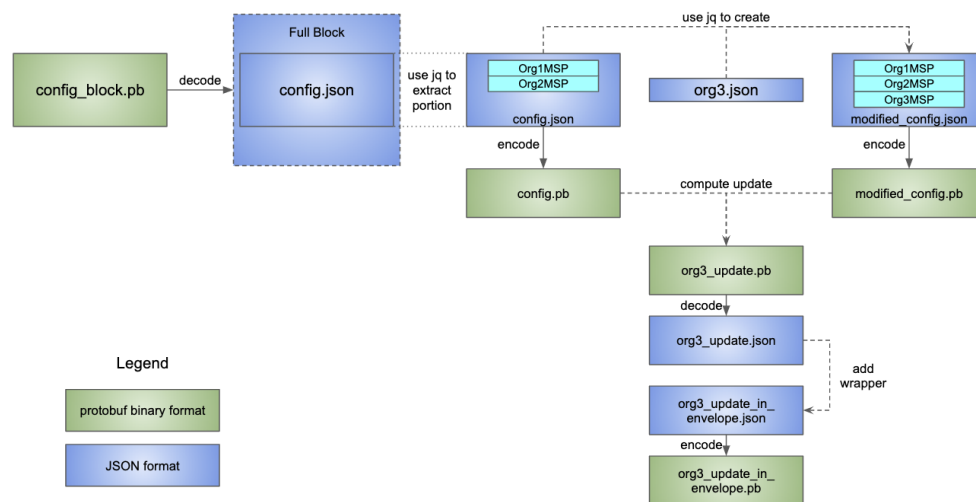 use jq to create
Full Block
config_block.pb
decode
config.json
use jq to
extract
portion
Org1MSP
Org2MSP
config.json
org3.json
Org1MSP
Org2MSP
Org3MSP
modified_config.json
encode
encode
config.pb
compute update
modified_config.pb
org3_update.pb
decode
org3_update.json
add
wrapper
org3_update_in_
envelope.json
encode
org3_update_in_
envelope.pb
Legend
protobuf binary format
JSON format